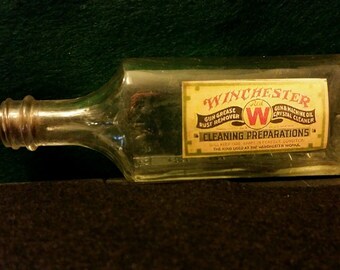 WINCHESTER
GUN GREASE
RUST REMOVER
W
GUN & MACHINE OIL
CRYSTAL CLEANER
"CLEANING PREPARATIONS"